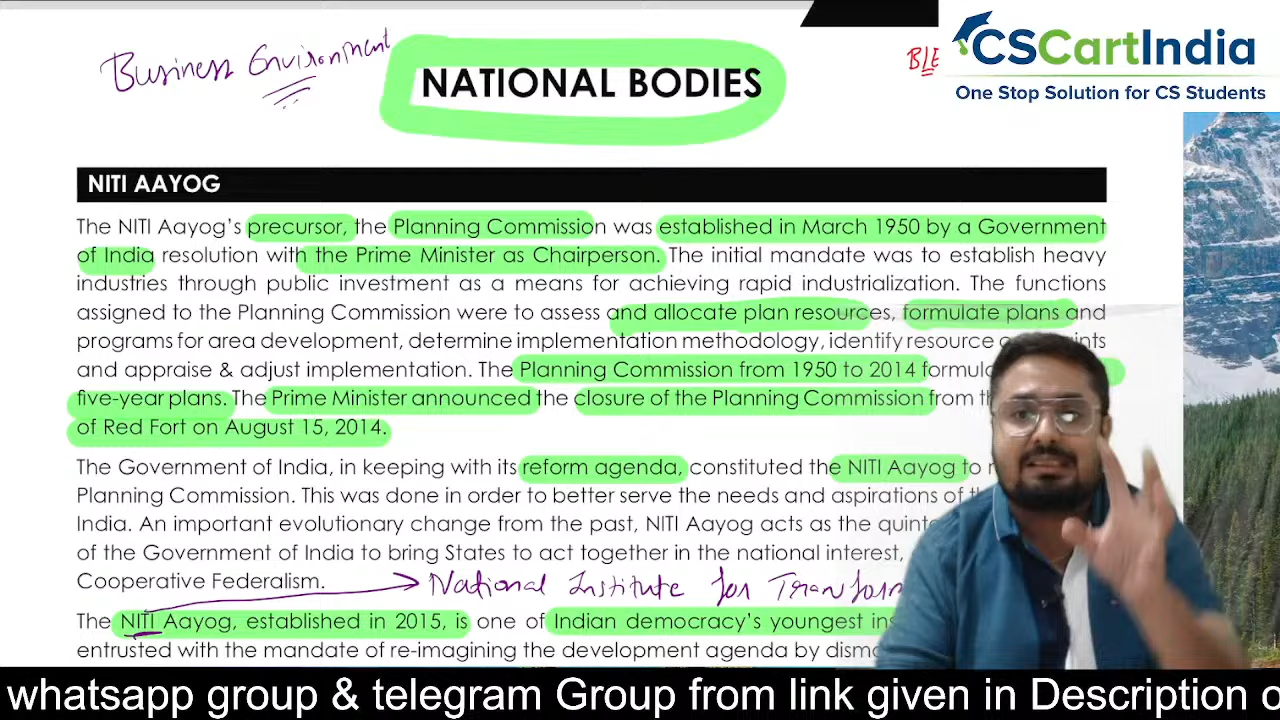 Business Environment
NATIONAL BODIES
BLE
CSCartIndia
One Stop Solution for CS Students
NITI AAYOG
The NITI Aayog's precursor, the Planning Commission was established in March 1950 by a Government
of India resolution with the Prime Minister as Chairperson. The initial mandate was to establish heavy
industries through public investment as a means for achieving rapid industrialization. The functions
assigned to the Planning Commission were to assess and allocate plan resources, formulate plans and
programs for area development, determine implementation methodology, identify resource
and appraise & adjust implementation. The Planning Commission from 1950 to 2014
five-year plans. The Prime Minister announced the closure of the Planning Commission from
of Red Fort on August 15, 2014.
The Government of India, in keeping with its reform agenda, constituted the NITI Aayog to
Planning Commission. This was done in order to better serve the needs and aspirations of
India. An important evolutionary change from the past, NITI Aayog acts as the
of the Government of India to bring States to act together in the national interest,
Cooperative Federalism.
National Institute for
The NITI Aayog, established in 2015, is one of Indian democracy's youngest
entrusted with the mandate of re-imagining the development agenda by
whatsapp group & telegram Group from link given in Description